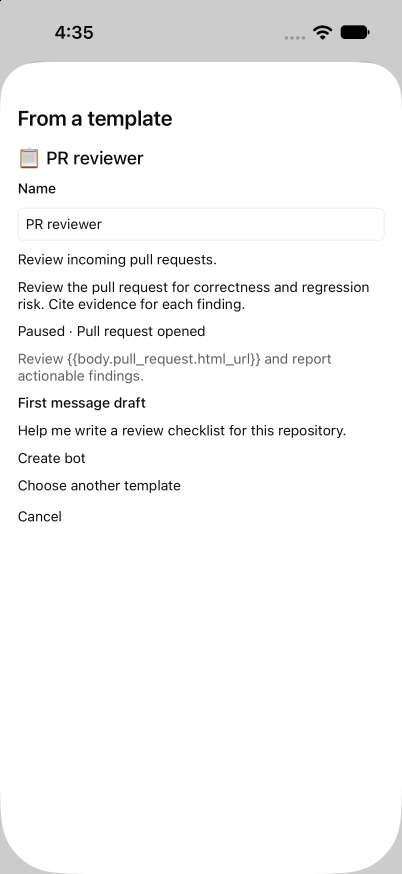 4:35
From a template
📋 PR reviewer
Name
PR reviewer
Review incoming pull requests.
Review the pull request for correctness and regression
risk. Cite evidence for each finding.
Paused · Pull request opened
Review {{body.pull_request.html_url}} and report
actionable findings.
First message draft
Help me write a review checklist for this repository.
Create bot
Choose another template
Cancel